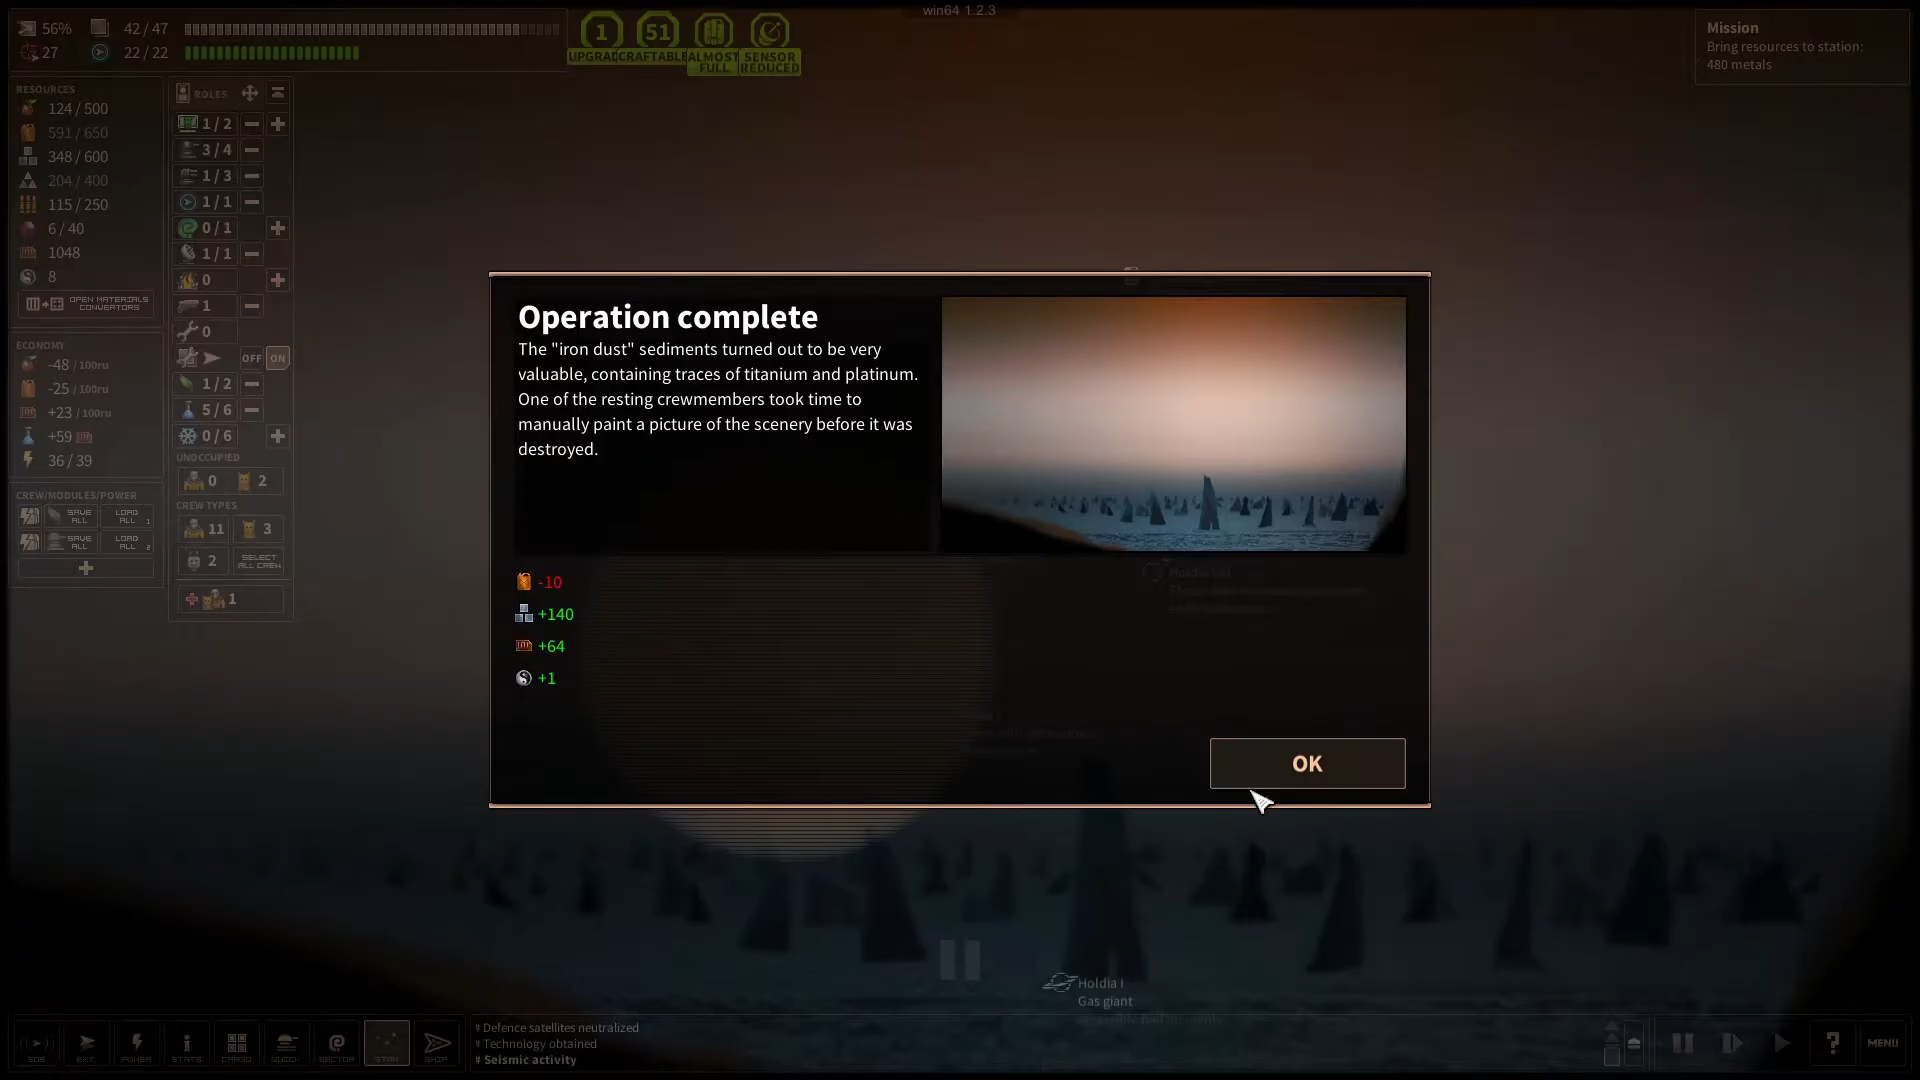 win64 1.2.3
56%
42 / 47
27
22 / 22
1
51
UPGRAD
CRAFTABLE
ALMOST
FULL
SENSOR
REDUCED
Mission
Bring resources to station:
480 metals
RESOURCES
124 / 500
591 / 650
348 / 600
204 / 400
115 / 250
6 / 40
1048
8
OPEN MATERIALS
CONVERTORS
ECONOMY
-48 / 100ru
-25 / 100ru
+23 / 100ru
+59
36 / 39
CREW/MODULES/POWER
SAVE
ALL
LOAD
ALL 1
SAVE
ALL
LOAD
ALL 2
ROLES
1 / 2
3 / 4
1 / 3
1 / 1
0 / 1
1 / 1
0
1
0
OFF
ON
1 / 2
5 / 6
0 / 6
UNOCCUPIED
0
2
CREW TYPES
11
3
2
SELECT
ALL CREW
1
Operation complete
The "iron dust" sediments turned out to be very
valuable, containing traces of titanium and platinum.
One of the resting crewmembers took time to
manually paint a picture of the scenery before it was
destroyed.
-10
+140
+64
+1
OK
Holdia I
Gas giant
SOS
EXT.
POWER
STATS
CARGO
QUICK
SECTOR
STAR
SHIP
# Defence satellites neutralized
# Technology obtained
# Seismic activity
?
MENU